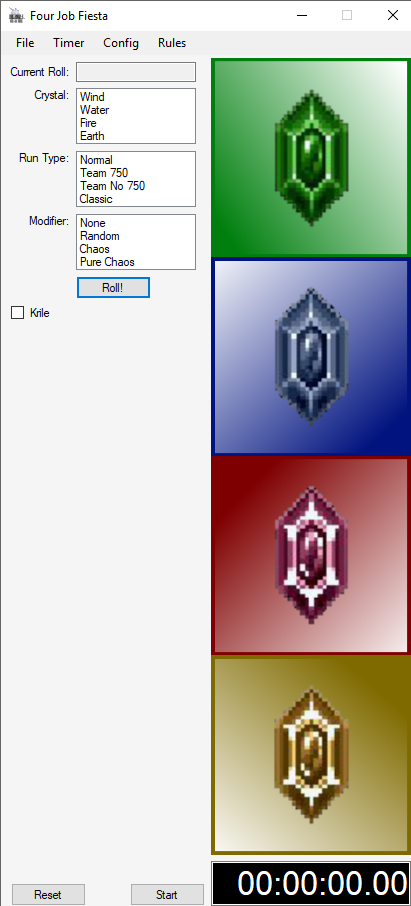 Four Job Fiesta
File Timer Config Rules
Current Roll:
Crystal:
Wind
Water
Fire
Earth
Run Type:
Normal
Team 750
Team No 750
Classic
Modifier:
None
Random
Chaos
Pure Chaos
Roll!
Krile
Reset Start
00:00:00.00